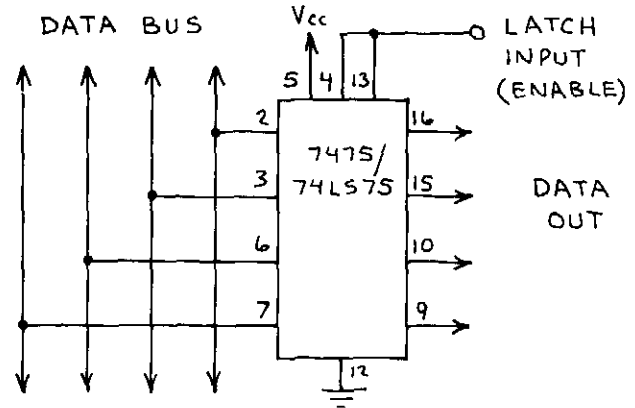 DATA BUS
Vcc
LATCH
INPUT
(ENABLE)
5 4 13
2
16
7475/
74LS75
3
15
DATA
OUT
6
10
7
9
12